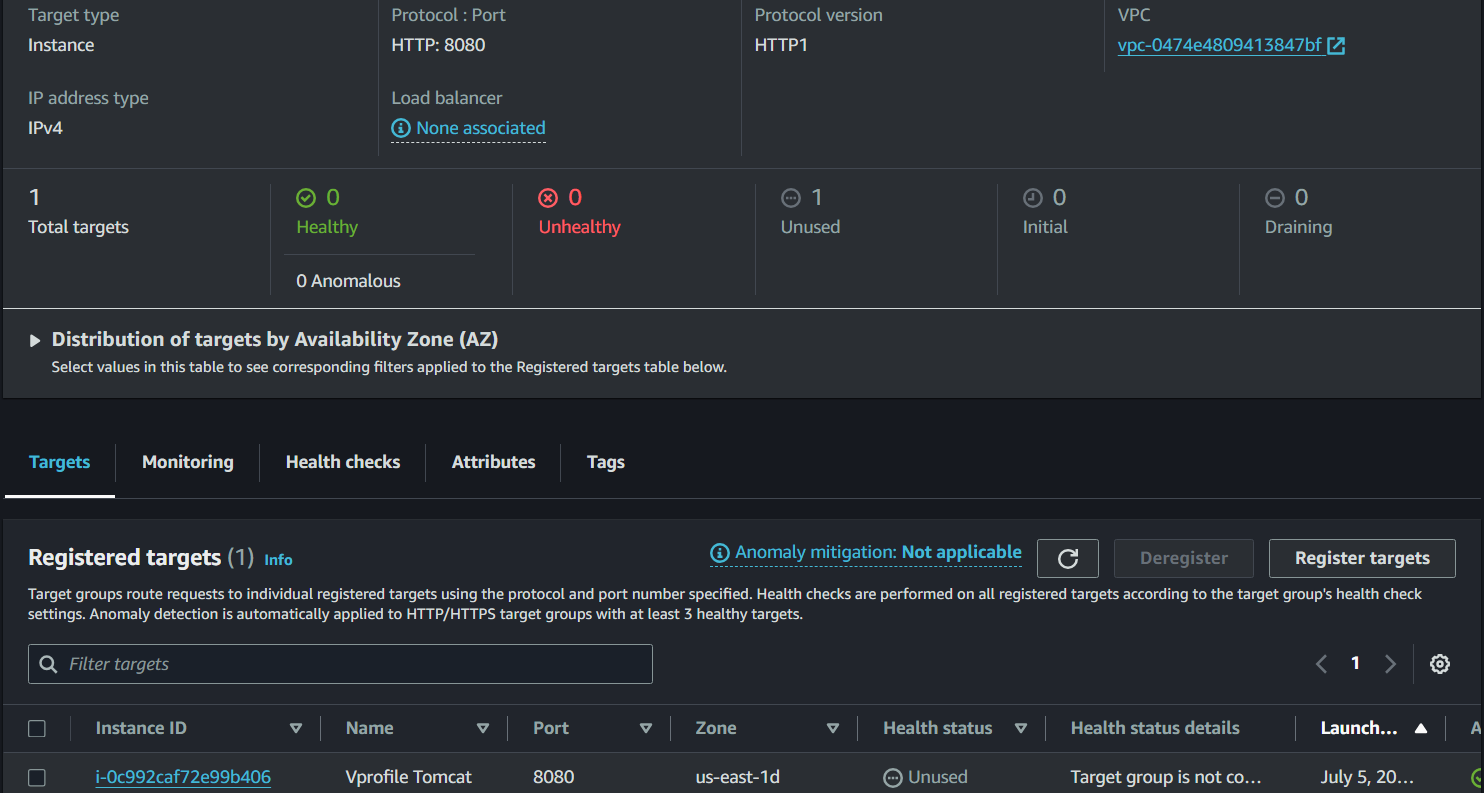 Target type
Instance
Protocol : Port
HTTP: 8080
Protocol version
HTTP1
VPC
vpc-0474e4809413847bf
IP address type
IPv4
Load balancer
None associated
1
Total targets
0
Healthy
0 Anomalous
0
Unhealthy
1
Unused
0
Initial
0
Draining
Distribution of targets by Availability Zone (AZ)
Select values in this table to see corresponding filters applied to the Registered targets table below.
Targets Monitoring Health checks Attributes Tags
Registered targets (1) Info Anomaly mitigation: Not applicable Deregister Register targets
Target groups route requests to individual registered targets using the protocol and port number specified. Health checks are performed on all registered targets according to the target group's health check
settings. Anomaly detection is automatically applied to HTTP/HTTPS target groups with at least 3 healthy targets.
Filter targets 1
Instance ID Name Port Zone Health status Health status details Launch... A
i-0c992caf72e99b406 Vprofile Tomcat 8080 us-east-1d Unused Target group is not co... July 5, 20...